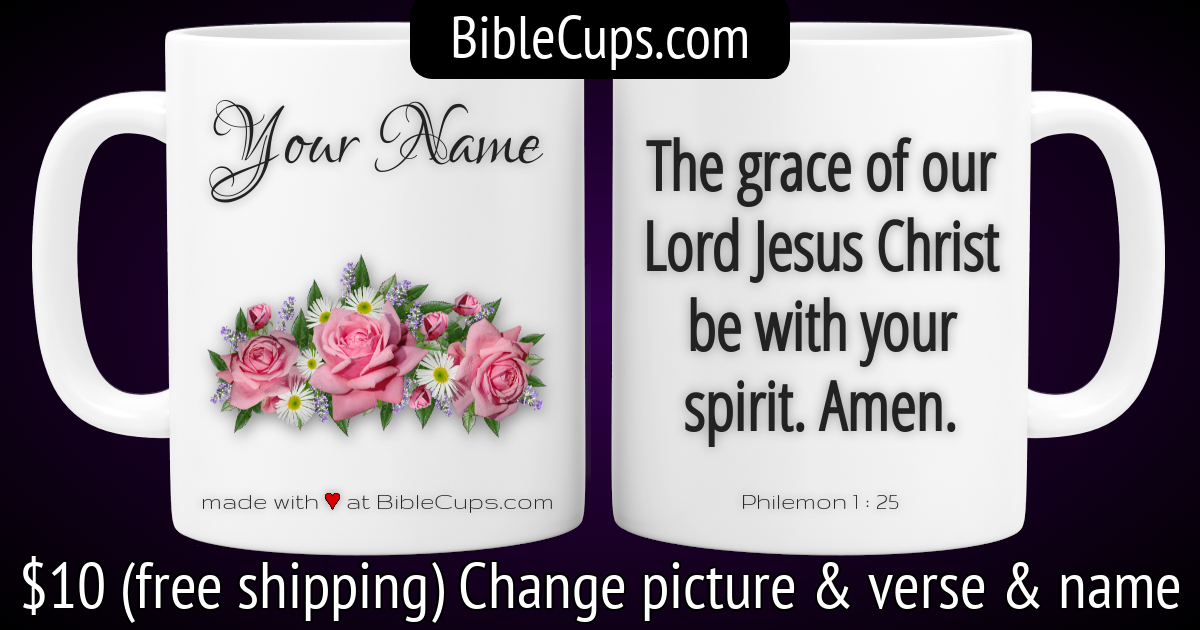 BibleCups.com
Your Name
made with ♥ at BibleCups.com
The grace of our
Lord Jesus Christ
be with your
spirit. Amen.
Philemon 1 : 25
$10 (free shipping) Change picture & verse & name